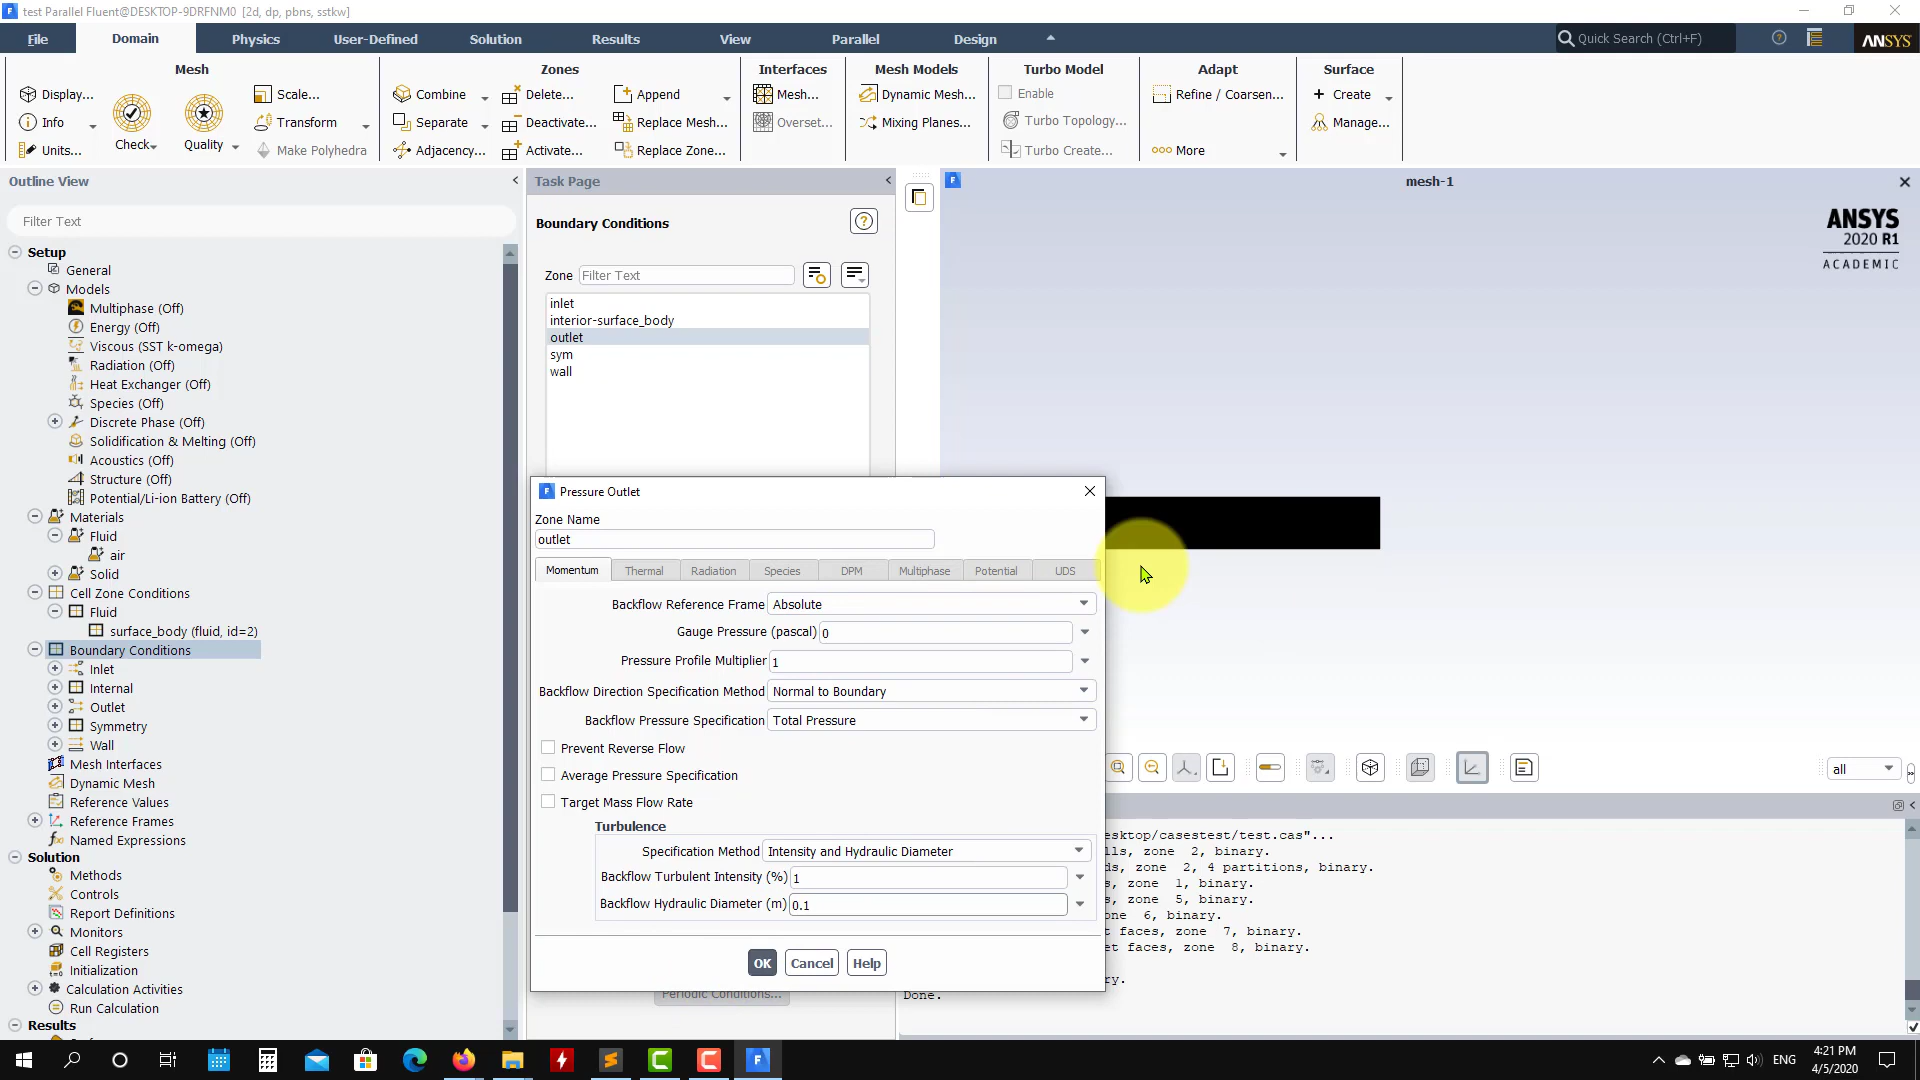 test Parallel Fluent@DESKTOP-9DRFNM0 [2d, dp, pbns, sstkw]
File
Domain
Physics
User-Defined
Solution
Results
View
Parallel
Design
Quick Search (Ctrl+F)
ANSYS
Mesh
Display...
Info
Units...
Check
Quality
Scale...
Transform
Make Polyhedra
Zones
Combine
Separate
Adjacency...
Delete...
Deactivate...
Activate...
Append
Replace Mesh...
Replace Zone...
Interfaces
Mesh...
Overset...
Mesh Models
Dynamic Mesh...
Mixing Planes...
Turbo Model
Enable
Turbo Topology...
Turbo Create...
Adapt
Refine / Coarsen...
More
Surface
Create
Manage...
Outline View
Filter Text
Setup
General
Models
Multiphase (Off)
Energy (Off)
Viscous (SST k-omega)
Radiation (Off)
Heat Exchanger (Off)
Species (Off)
Discrete Phase (Off)
Solidification & Melting (Off)
Acoustics (Off)
Structure (Off)
Potential/Li-ion Battery (Off)
Materials
Fluid
air
Solid
Cell Zone Conditions
Fluid
surface_body (fluid, id=2)
Boundary Conditions
Inlet
Internal
Outlet
Symmetry
Wall
Mesh Interfaces
Dynamic Mesh
Reference Values
Reference Frames
Named Expressions
Solution
Methods
Controls
Report Definitions
Monitors
Cell Registers
Initialization
Calculation Activities
Run Calculation
Results
Task Page
Boundary Conditions
Zone Filter Text
inlet
interior-surface_body
outlet
sym
wall
Pressure Outlet
Zone Name
outlet
Momentum
Thermal
Radiation
Species
DPM
Multiphase
Potential
UDS
Backflow Reference Frame Absolute
Gauge Pressure (pascal) 0
Pressure Profile Multiplier 1
Backflow Direction Specification Method Normal to Boundary
Backflow Pressure Specification Total Pressure
Prevent Reverse Flow
Average Pressure Specification
Target Mass Flow Rate
Turbulence
Specification Method Intensity and Hydraulic Diameter
Backflow Turbulent Intensity (%) 1
Backflow Hydraulic Diameter (m) 0.1
OK
Cancel
Help
Periodic Conditions...
mesh-1
ANSYS
2020 R1
ACADEMIC
all
esktop/casestest/test.cas"...
lls, zone 2, binary.
ds, zone 2, 4 partitions, binary.
s, zone 1, binary.
s, zone 5, binary.
one 6, binary.
et faces, zone 7, binary.
et faces, zone 8, binary.
y.
Done.
ENG
4:21 PM
4/5/2020